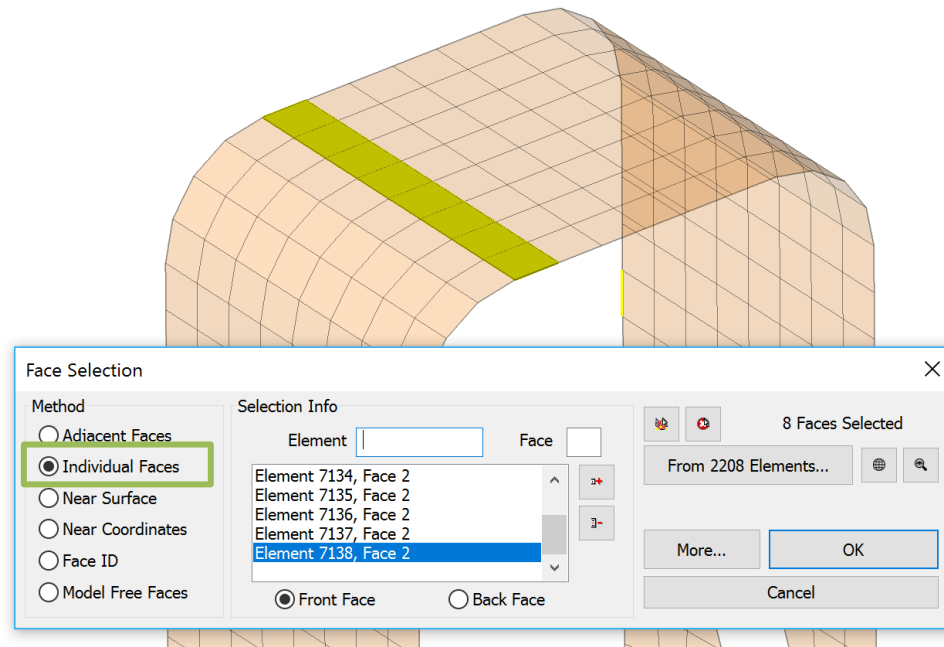 Face Selection
Method
Adjacent Faces
Individual Faces
Near Surface
Near Coordinates
Face ID
Model Free Faces
Selection Info
Element
Face
Element 7134, Face 2
Element 7135, Face 2
Element 7136, Face 2
Element 7137, Face 2
Element 7138, Face 2
Front Face
Back Face
8 Faces Selected
From 2208 Elements...
More...
OK
Cancel